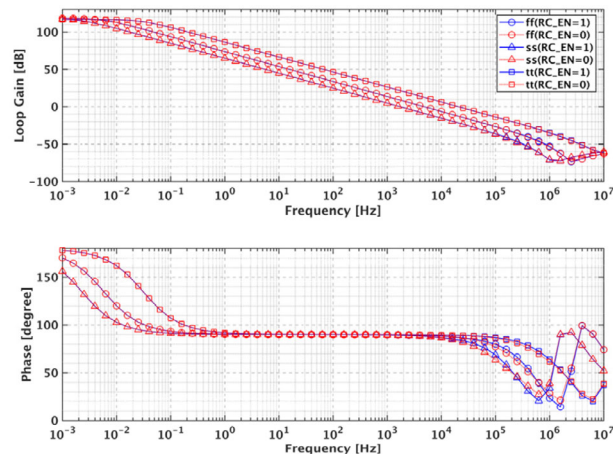 100
50
0
−50
−100
Loop Gain [dB]
ff(RC_EN=1)
ff(RC_EN=0)
ss(RC_EN=1)
ss(RC_EN=0)
tt(RC_EN=1)
tt(RC_EN=0)
10⁻³ 10⁻² 10⁻¹ 10⁰ 10¹ 10² 10³ 10⁴ 10⁵ 10⁶ 10⁷
Frequency [Hz]
150
100
50
0
Phase [degree]
10⁻³ 10⁻² 10⁻¹ 10⁰ 10¹ 10² 10³ 10⁴ 10⁵ 10⁶ 10⁷
Frequency [Hz]